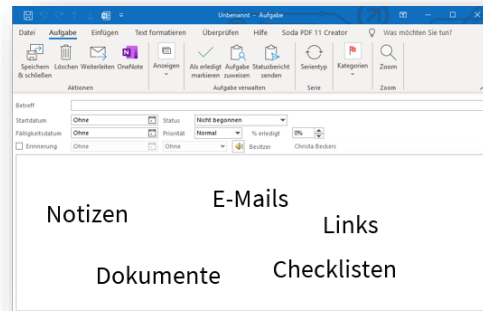 Unbenannt - Aufgabe
Datei Aufgabe Einfügen Text formatieren Überprüfen Hilfe Soda PDF 11 Creator Was möchten Sie tun?
Speichern & schließen Löschen Weiterleiten OneNote Anzeigen Als erledigt markieren Aufgabe zuweisen Statusbericht senden Serientyp Kategorien Zoom
Aktionen Aufgabe verwalten Serie Zoom
Betreff
Startdatum Ohne Status Nicht begonnen
Fälligkeitsdatum Ohne Priorität Normal % erledigt 0%
Erinnerung Ohne Ohne Besitzer Christa Beckers
E-Mails
Notizen
Links
Checklisten
Dokumente